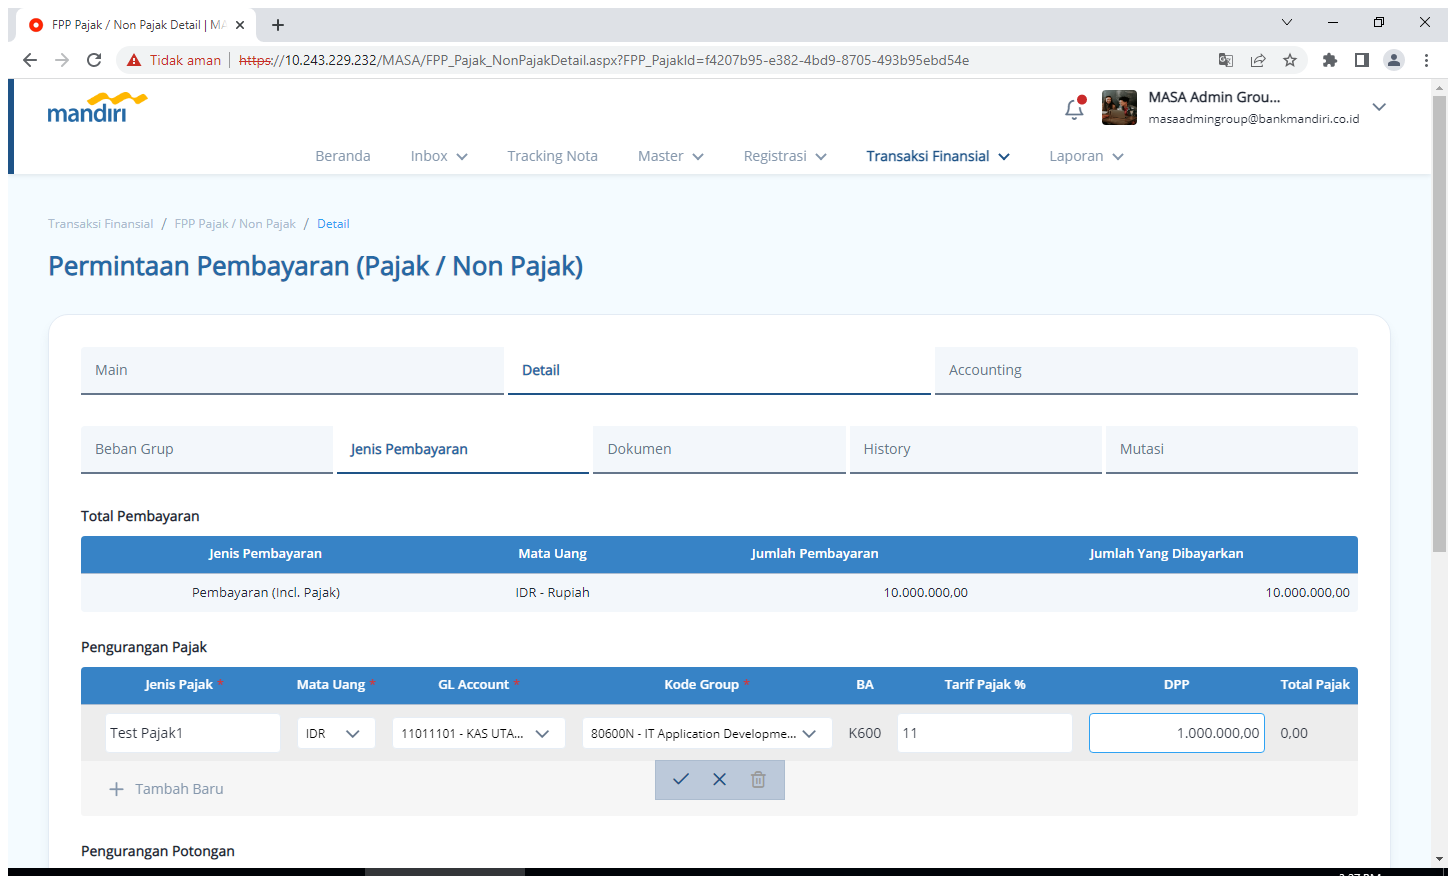 FPP Pajak / Non Pajak Detail | MA
Tidak aman
https://10.243.229.232/MASA/FPP_Pajak_NonPajakDetail.aspx?FPP_PajakId=f4207b95-e382-4bd9-8705-493b95ebd54e
mandiri
MASA Admin Grou...
masaadmingroup@bankmandiri.co.id
Beranda Inbox Tracking Nota Master Registrasi Transaksi Finansial Laporan
Transaksi Finansial / FPP Pajak / Non Pajak / Detail
Permintaan Pembayaran (Pajak / Non Pajak)
Main Detail Accounting
Beban Grup Jenis Pembayaran Dokumen History Mutasi
Total Pembayaran
Jenis Pembayaran Mata Uang Jumlah Pembayaran Jumlah Yang Dibayarkan
Pembayaran (Incl. Pajak) IDR - Rupiah 10.000.000,00 10.000.000,00
Pengurangan Pajak
Jenis Pajak * Mata Uang * GL Account * Kode Group * BA Tarif Pajak % DPP Total Pajak
Test Pajak1 IDR 11011101 - KAS UTA... 80600N - IT Application Developme... K600 11 1.000.000,00 0,00
+ Tambah Baru
Pengurangan Potongan